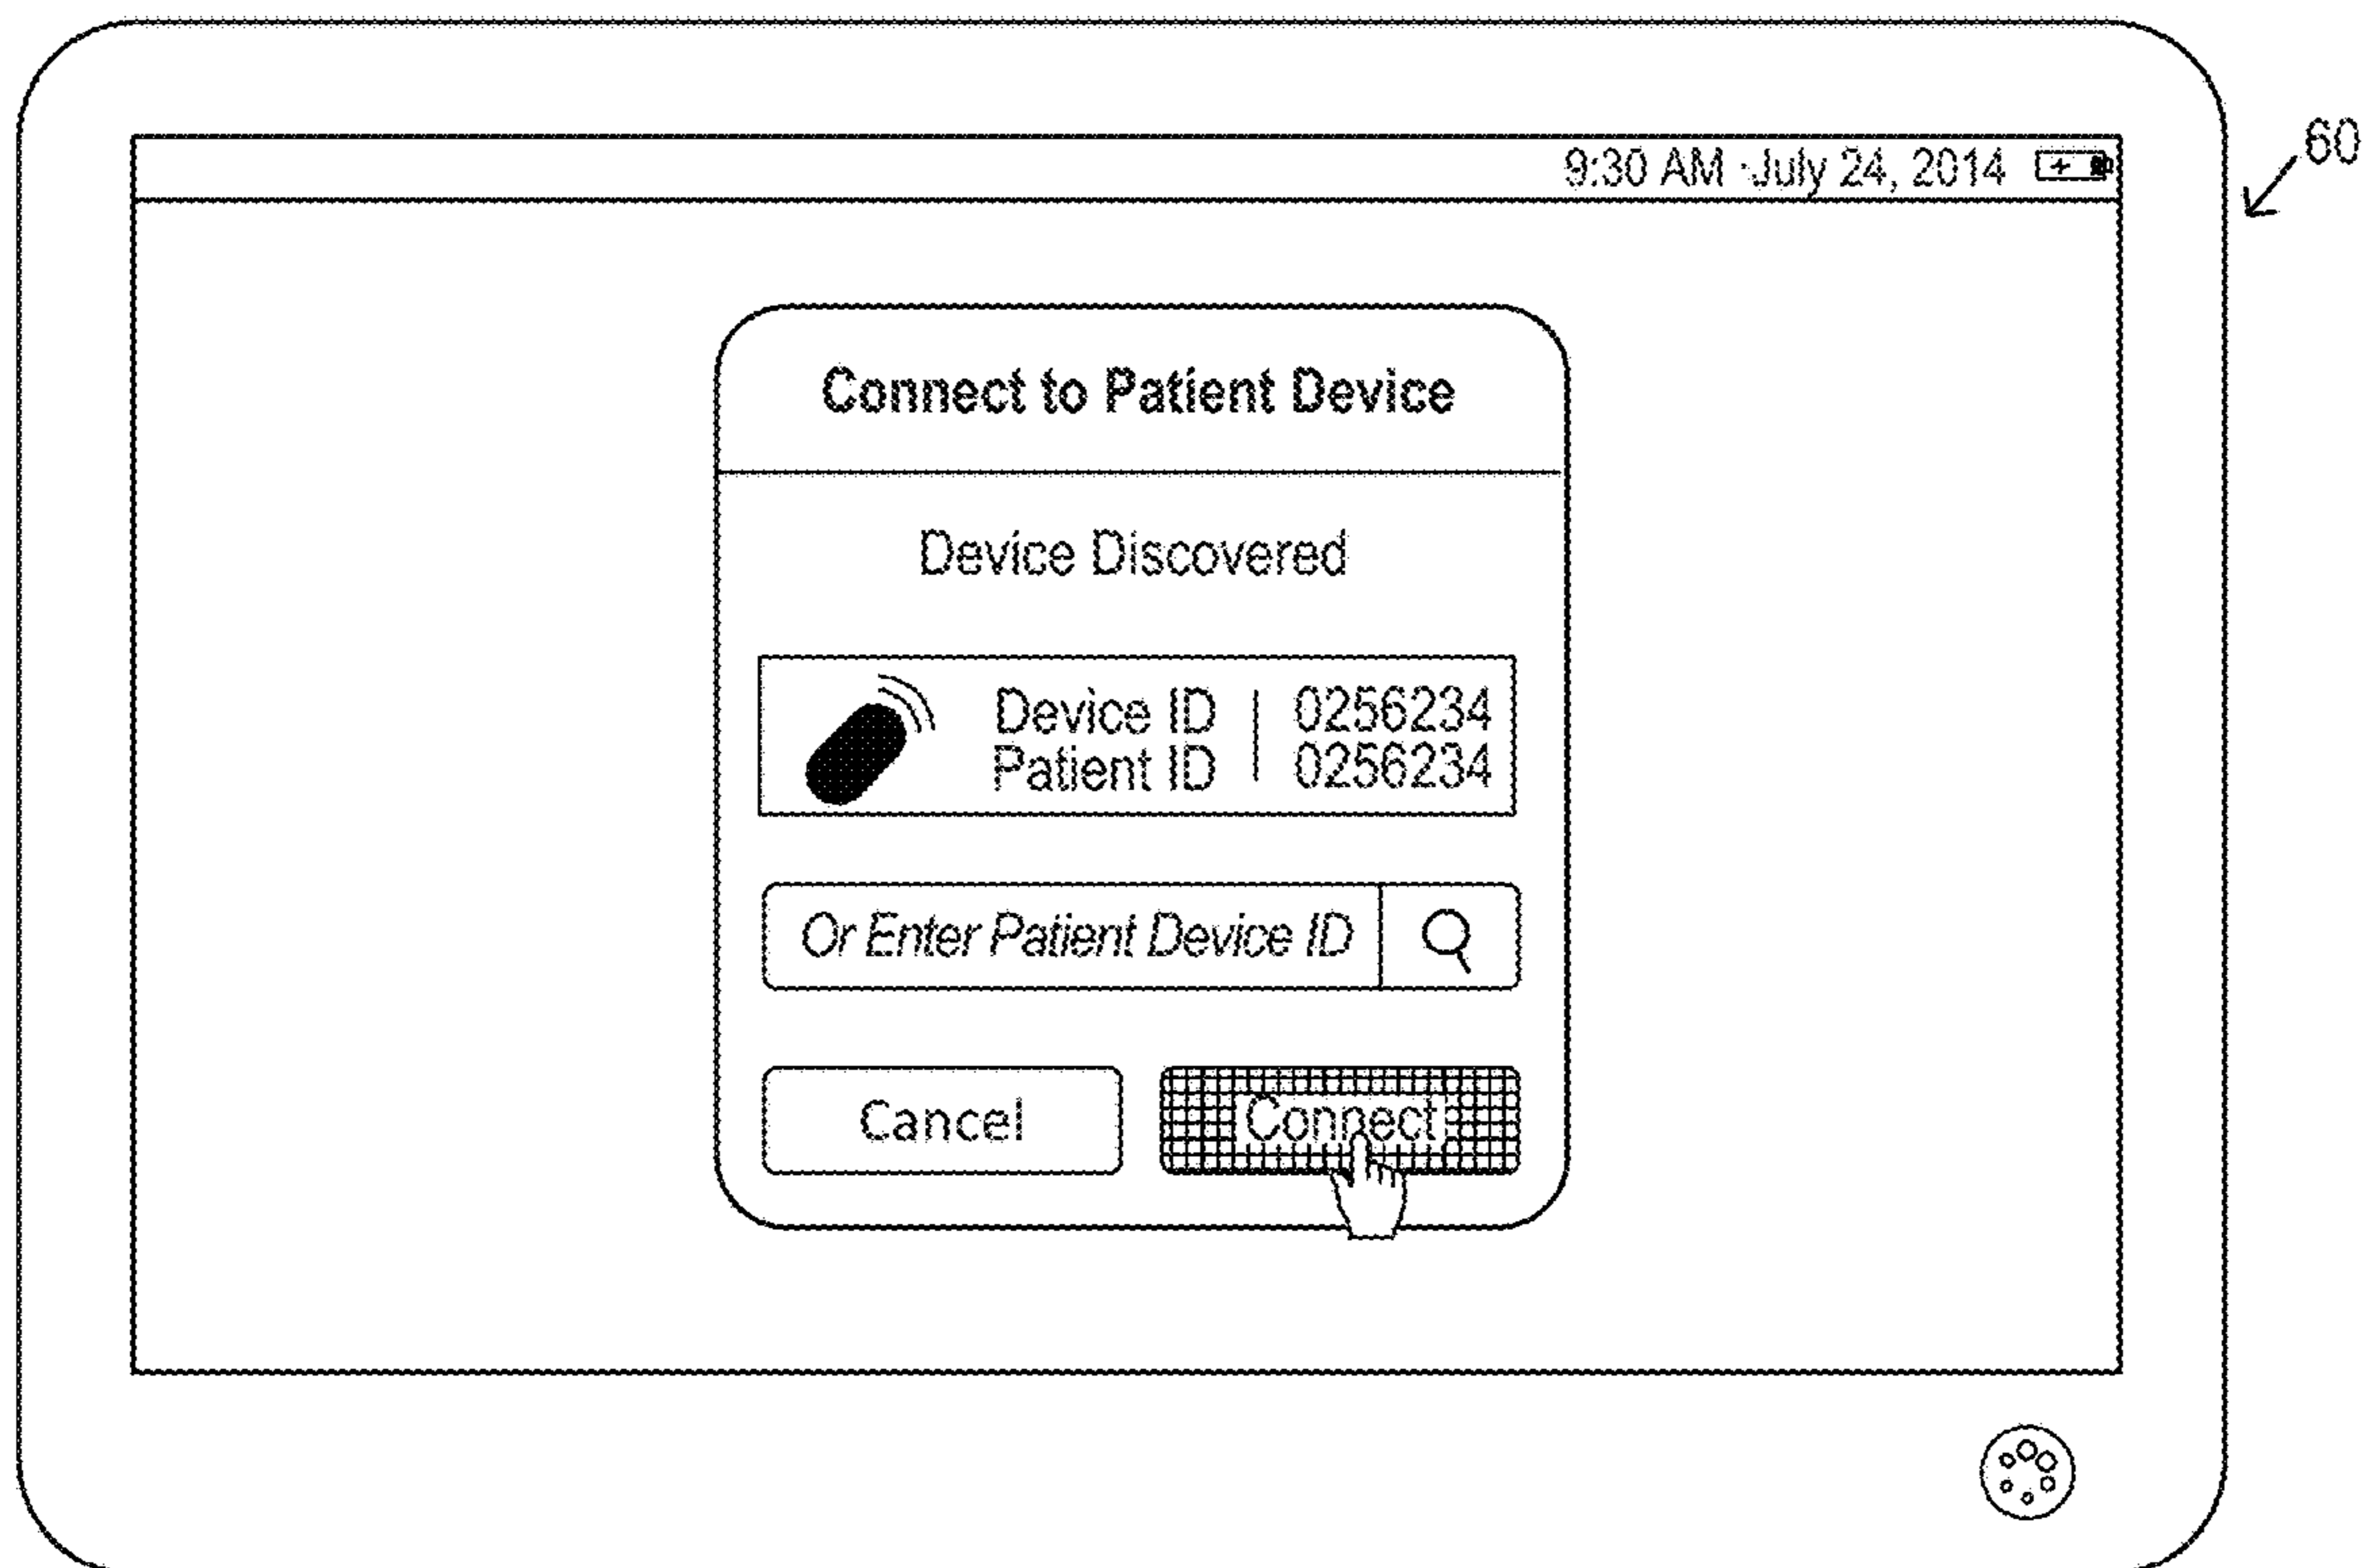 9:30 AM · July 24, 2014
60
Connect to Patient Device
Device Discovered
Device ID | 0256234
Patient ID | 0256234
Or Enter Patient Device ID
Cancel
Connect